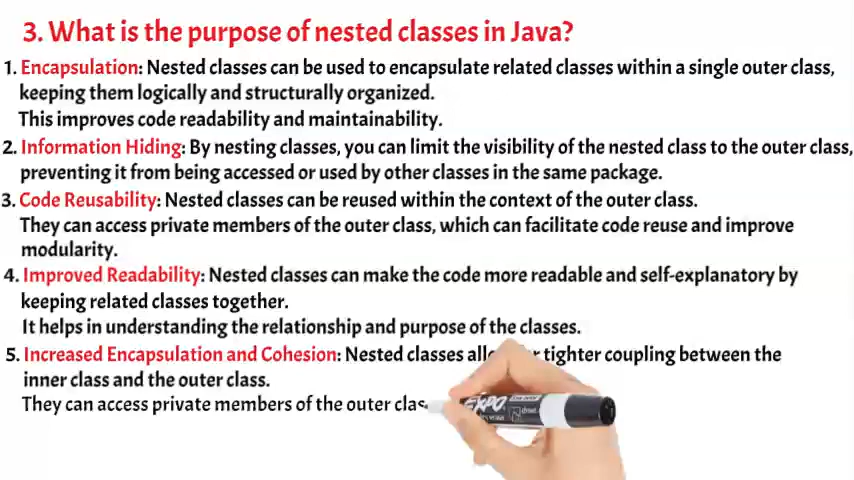 3. What is the purpose of nested classes in Java?
1. Encapsulation: Nested classes can be used to encapsulate related classes within a single outer class,
keeping them logically and structurally organized.
This improves code readability and maintainability.
2. Information Hiding: By nesting classes, you can limit the visibility of the nested class to the outer class,
preventing it from being accessed or used by other classes in the same package.
3. Code Reusability: Nested classes can be reused within the context of the outer class.
They can access private members of the outer class, which can facilitate code reuse and improve
modularity.
4. Improved Readability: Nested classes can make the code more readable and self-explanatory by
keeping related classes together.
It helps in understanding the relationship and purpose of the classes.
5. Increased Encapsulation and Cohesion: Nested classes tighter coupling between the
inner class and the outer class.
They can access private members of the outer clas
EXPO